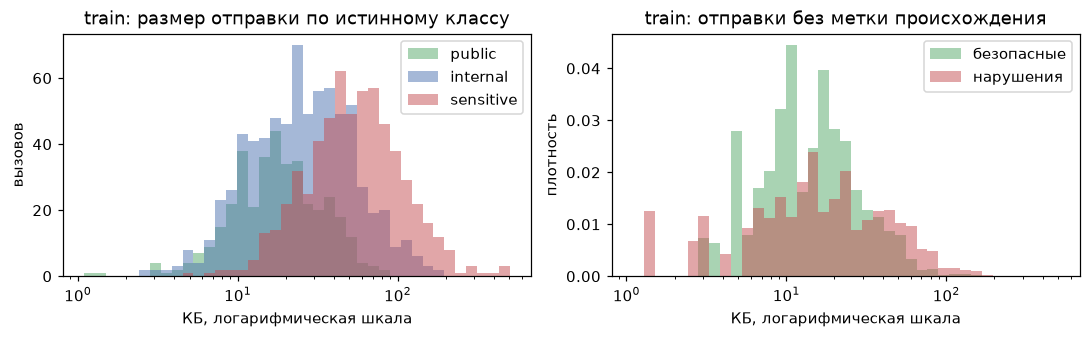 train: размер отправки по истинному классу
вызовов
60
40
20
0
10⁰
10¹
10²
КБ, логарифмическая шкала
public
internal
sensitive
train: отправки без метки происхождения
плотность
0.04
0.03
0.02
0.01
0.00
10⁰
10¹
10²
КБ, логарифмическая шкала
безопасные
нарушения